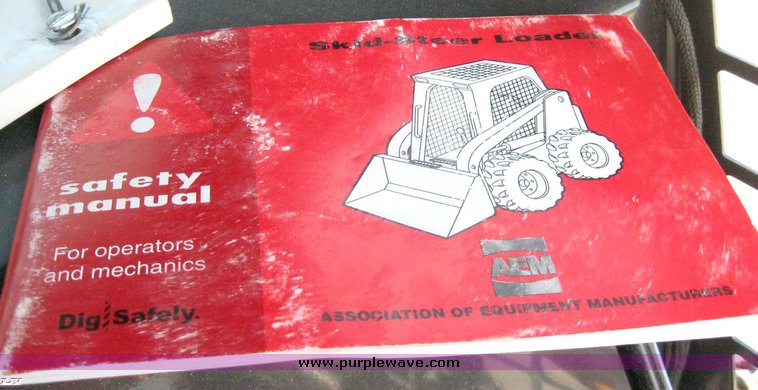 Skid-Steer Loader
safety
manual
For operators
and mechanics
Dig Safely.
AEM
ASSOCIATION OF EQUIPMENT MANUFACTURERS
www.purplewave.com